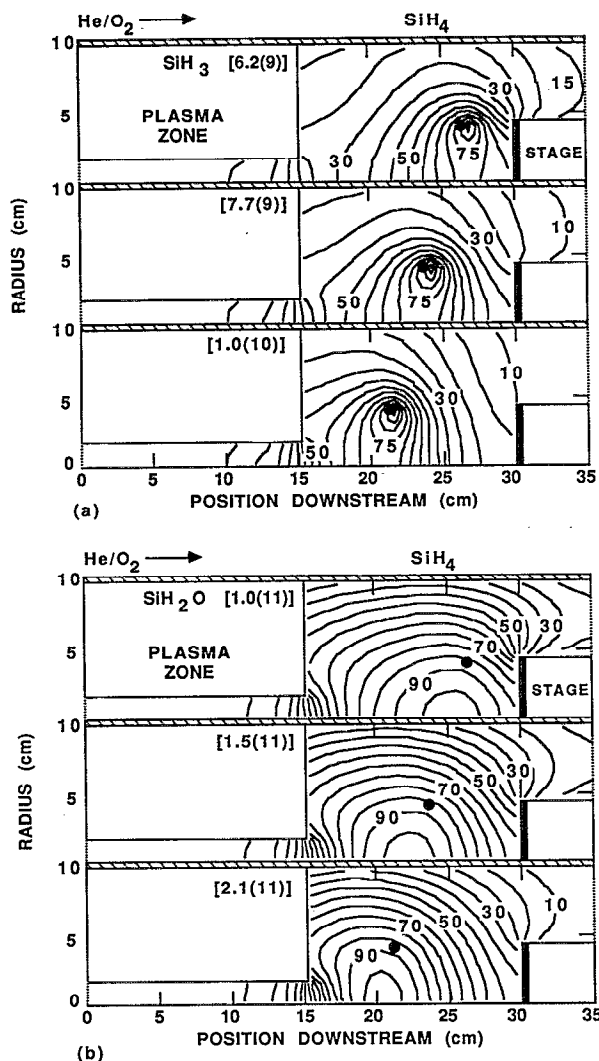 He/O2 → SiH4
10
SiH3 [6.2(9)]
30
15
5
PLASMA
ZONE
30
50
75
STAGE
10
[7.7(9)]
30
10
5
50
75
10
[1.0(10)]
10
30
5
50
75
0
0 5 10 15 20 25 30 35
RADIUS (cm)
POSITION DOWNSTREAM (cm)
(a)
He/O2 → SiH4
10
SiH2O [1.0(11)]
50
30
5
PLASMA
ZONE
70
90
STAGE
10
[1.5(11)]
30
50
70
5
90
10
[2.1(11)]
10
30
50
70
5
90
0
0 5 10 15 20 25 30 35
RADIUS (cm)
POSITION DOWNSTREAM (cm)
(b)